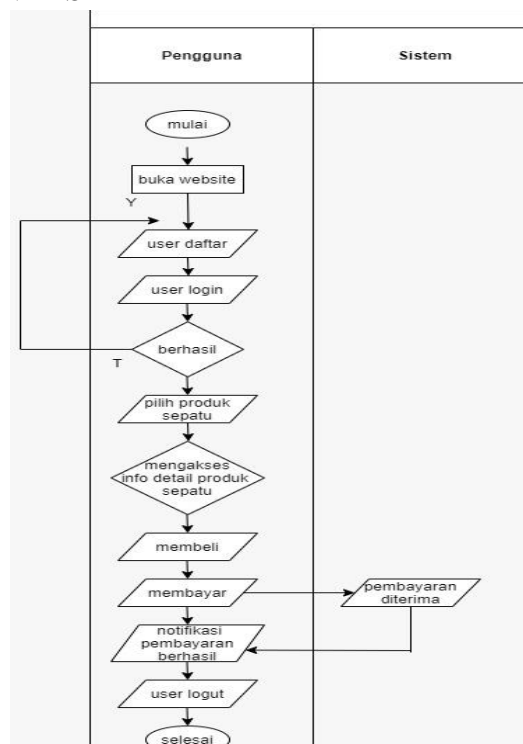 Pengguna
Sistem
mulai
buka website
Y
user daftar
user login
berhasil
T
pilih produk
sepatu
mengakses
info detail produk
sepatu
membeli
membayar
pembayaran
diterima
notifikasi
pembayaran
berhasil
user logut
selesai